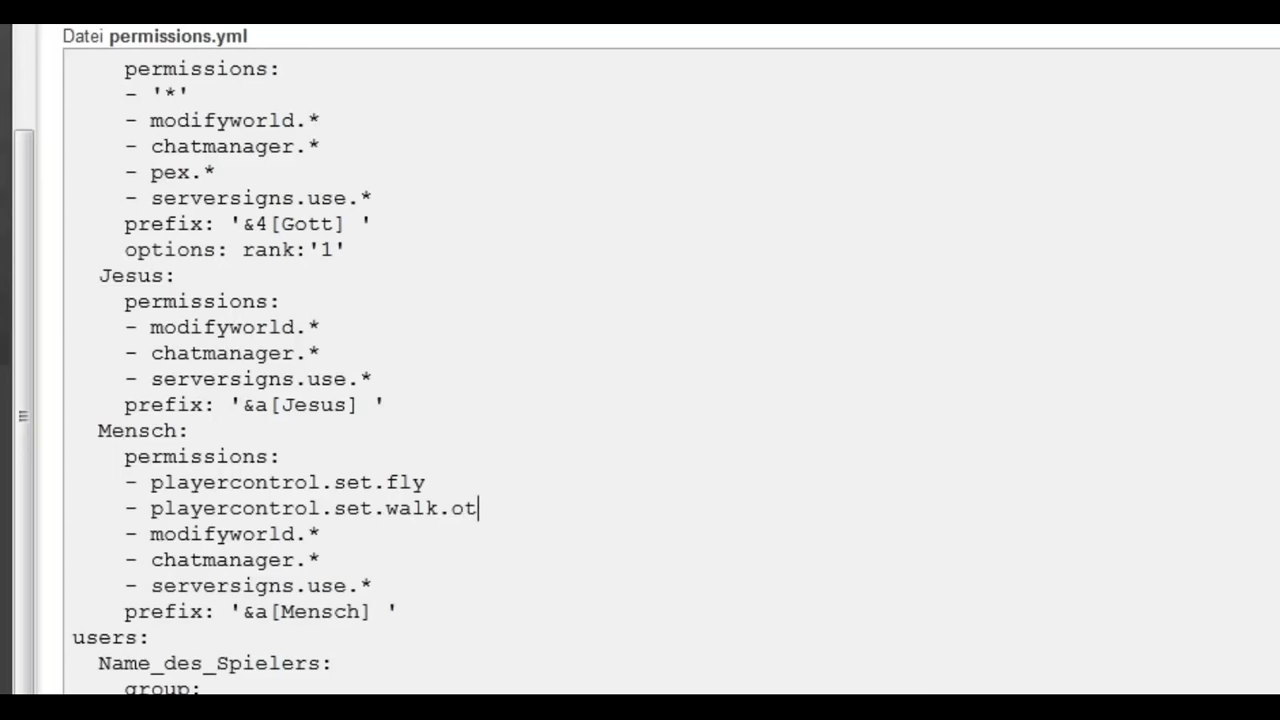 Datei permissions.yml
permissions:
- '*'
- modifyworld.*
- chatmanager.*
- pex.*
- serversigns.use.*
prefix: '&4[Gott] '
options: rank:'1'
Jesus:
permissions:
- modifyworld.*
- chatmanager.*
- serversigns.use.*
prefix: '&a[Jesus] '
Mensch:
permissions:
- playercontrol.set.fly
- playercontrol.set.walk.ot
- modifyworld.*
- chatmanager.*
- serversigns.use.*
prefix: '&a[Mensch] '
users:
Name_des_Spielers:
group: